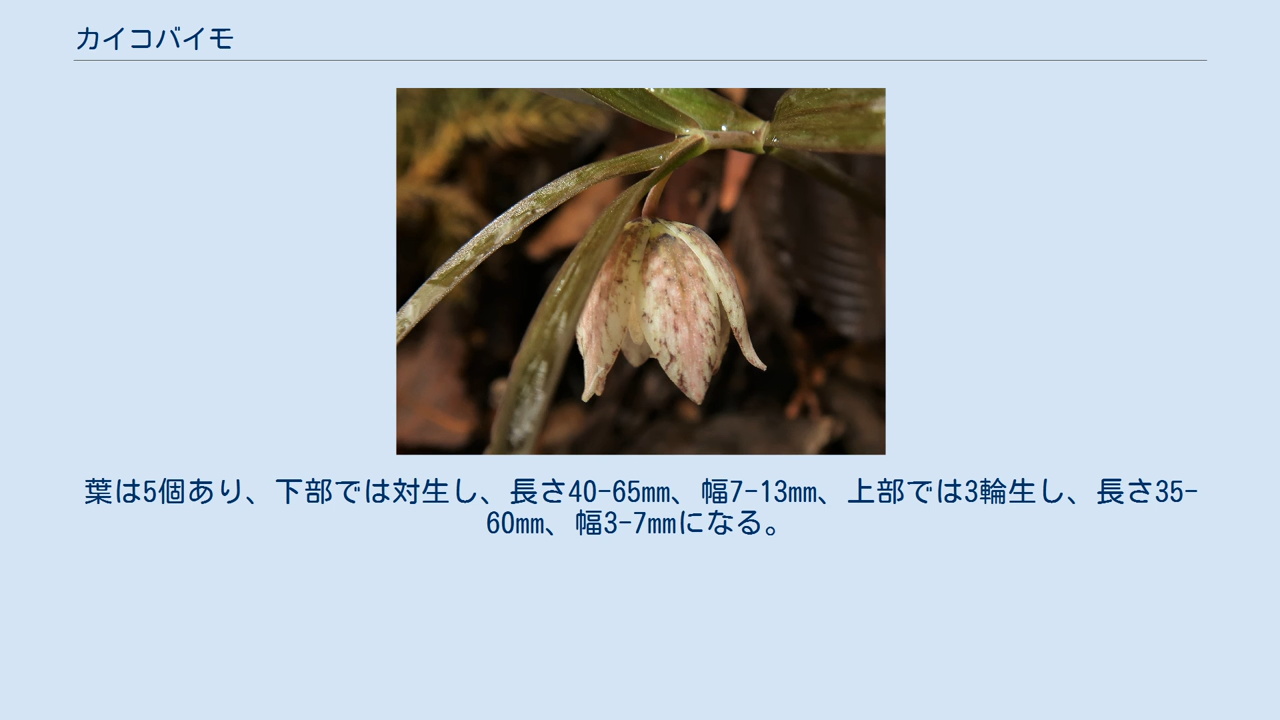 カイコバイモ
葉は5個あり、下部では対生し、長さ40-65mm、幅7-13mm、上部では3輪生し、長さ35-
60mm、幅3-7mmになる。